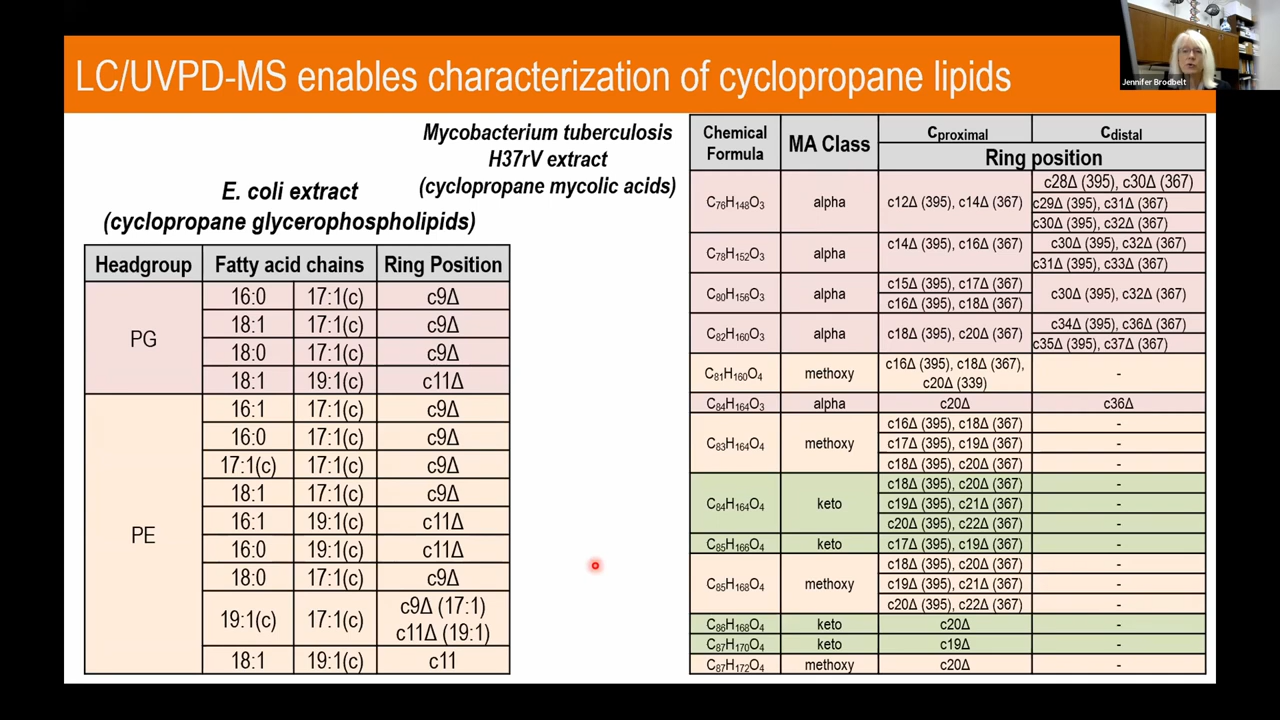 LC/UVPD-MS enables characterization of cyclopropane lipids
Jennifer Brodbelt
Mycobacterium tuberculosis
H37rV extract
(cyclopropane mycolic acids)
E. coli extract
(cyclopropane glycerophospholipids)
Headgroup Fatty acid chains Ring Position
PG
16:0 17:1(c) c9Δ
18:1 17:1(c) c9Δ
18:0 17:1(c) c9Δ
18:1 19:1(c) c11Δ
PE
16:1 17:1(c) c9Δ
16:0 17:1(c) c9Δ
17:1(c) 17:1(c) c9Δ
18:1 17:1(c) c9Δ
16:1 19:1(c) c11Δ
16:0 19:1(c) c11Δ
18:0 17:1(c) c9Δ
19:1(c) 17:1(c) c9Δ (17:1)
c11Δ (19:1)
18:1 19:1(c) c11
Chemical
Formula
MA Class
Cproximal Cdistal
Ring position
C76H148O3 alpha c12Δ (395), c14Δ (367)
c28Δ (395), c30Δ (367)
c29Δ (395), c31Δ (367)
c30Δ (395), c32Δ (367)
C78H152O3 alpha c14Δ (395), c16Δ (367)
c30Δ (395), c32Δ (367)
c31Δ (395), c33Δ (367)
C80H156O3 alpha
c15Δ (395), c17Δ (367)
c16Δ (395), c18Δ (367)
c30Δ (395), c32Δ (367)
C82H160O3 alpha c18Δ (395), c20Δ (367)
c34Δ (395), c36Δ (367)
c35Δ (395), c37Δ (367)
C81H160O4 methoxy
c16Δ (395), c18Δ (367),
c20Δ (339)
-
C84H164O3 alpha c20Δ c36Δ
C83H164O4 methoxy
c16Δ (395), c18Δ (367) -
c17Δ (395), c19Δ (367) -
c18Δ (395), c20Δ (367) -
C84H164O4 keto
c18Δ (395), c20Δ (367) -
c19Δ (395), c21Δ (367) -
c20Δ (395), c22Δ (367) -
C85H166O4 keto c17Δ (395), c19Δ (367) -
C85H168O4 methoxy
c18Δ (395), c20Δ (367) -
c19Δ (395), c21Δ (367) -
c20Δ (395), c22Δ (367) -
C86H168O4 keto c20Δ -
C87H170O4 keto c19Δ -
C87H172O4 methoxy c20Δ -